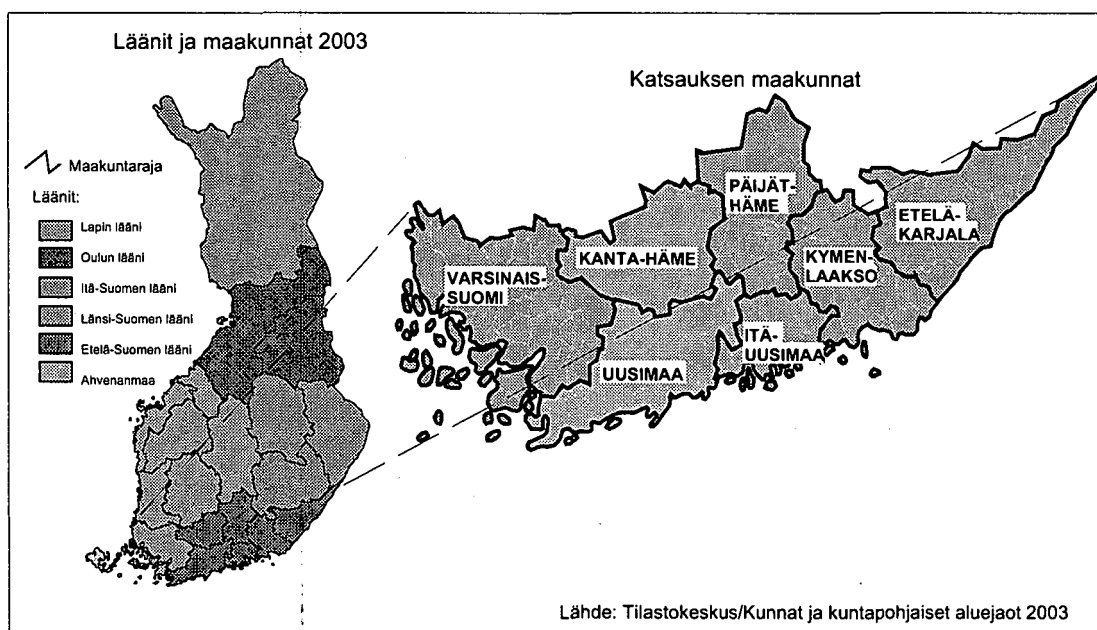 Läänit ja maakunnat 2003
Maakuntaraja
Läänit:
Lapin lääni
Oulun lääni
Itä-Suomen lääni
Länsi-Suomen lääni
Etelä-Suomen lääni
Ahvenanmaa
Katsauksen maakunnat
PÄIJÄT-
HÄME
ETELÄ-
KARJALA
KANTA-HÄME
KYMEN-
LAAKSO
VARSINAIS-
SUOMI
ITÄ-
UUSIMAA
UUSIMAA
Lähde: Tilastokeskus/Kunnat ja kuntapohjaiset aluejaot 2003